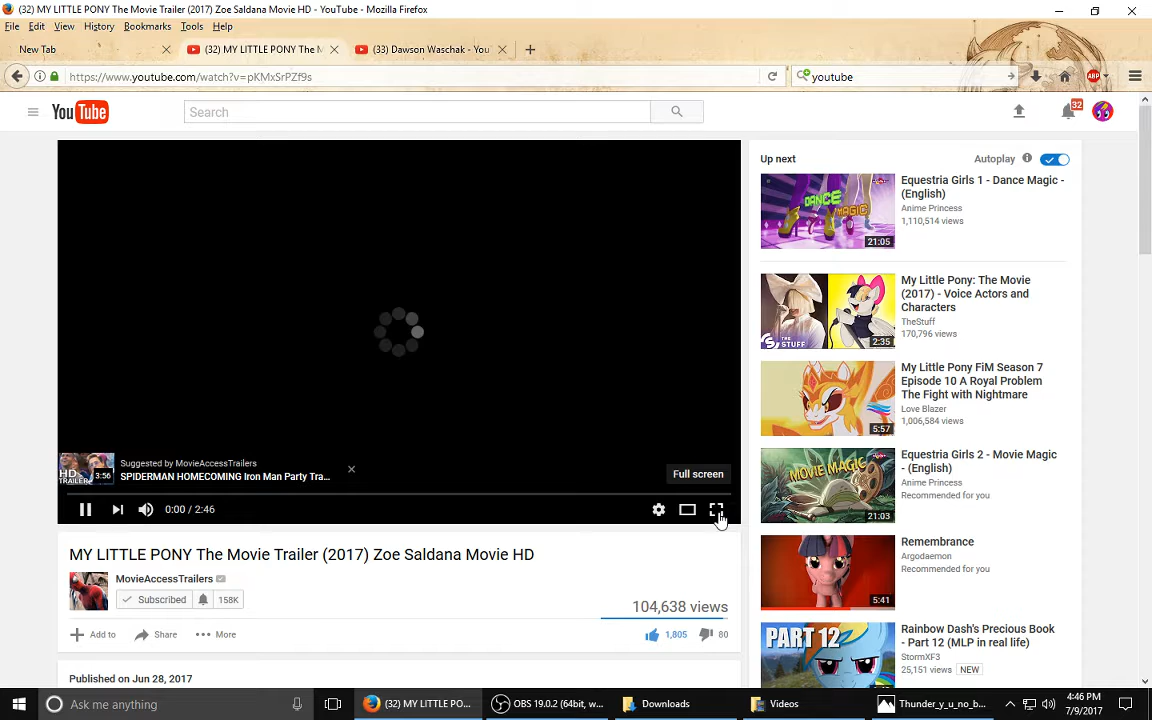 (32) MY LITTLE PONY The Movie Trailer (2017) Zoe Saldana Movie HD - YouTube - Mozilla Firefox
File Edit View History Bookmarks Tools Help
New Tab
(32) MY LITTLE PONY The M
(33) Dawson Waschak - You
https://www.youtube.com/watch?v=pKMxSrPZf9s
youtube
ABP
YouTube
Search
32
Up next
Autoplay
DANCE MAGIC
21:05
Equestria Girls 1 - Dance Magic -
(English)
Anime Princess
1,110,514 views
THE STUFF
2:35
My Little Pony: The Movie
(2017) - Voice Actors and
Characters
TheStuff
170,796 views
5:57
My Little Pony FiM Season 7
Episode 10 A Royal Problem
The Fight with Nightmare
Love Blazer
1,006,584 views
HD
TRAILER
3:56
Suggested by MovieAccessTrailers
SPIDERMAN HOMECOMING Iron Man Party Tra...
Full screen
0:00 / 2:46
MOVIE MAGIC
21:03
Equestria Girls 2 - Movie Magic
- (English)
Anime Princess
Recommended for you
MY LITTLE PONY The Movie Trailer (2017) Zoe Saldana Movie HD
MovieAccessTrailers
Subscribed
158K
104,638 views
Add to
Share
More
1,805
80
5:41
Remembrance
Argodaemon
Recommended for you
PART 12
Rainbow Dash's Precious Book
- Part 12 (MLP in real life)
StormXF3
25,151 views NEW
Published on Jun 28, 2017
Ask me anything
(32) MY LITTLE PO...
OBS 19.0.2 (64bit, w...
Downloads
Videos
Thunder_y_u_no_b...
4:46 PM
7/9/2017